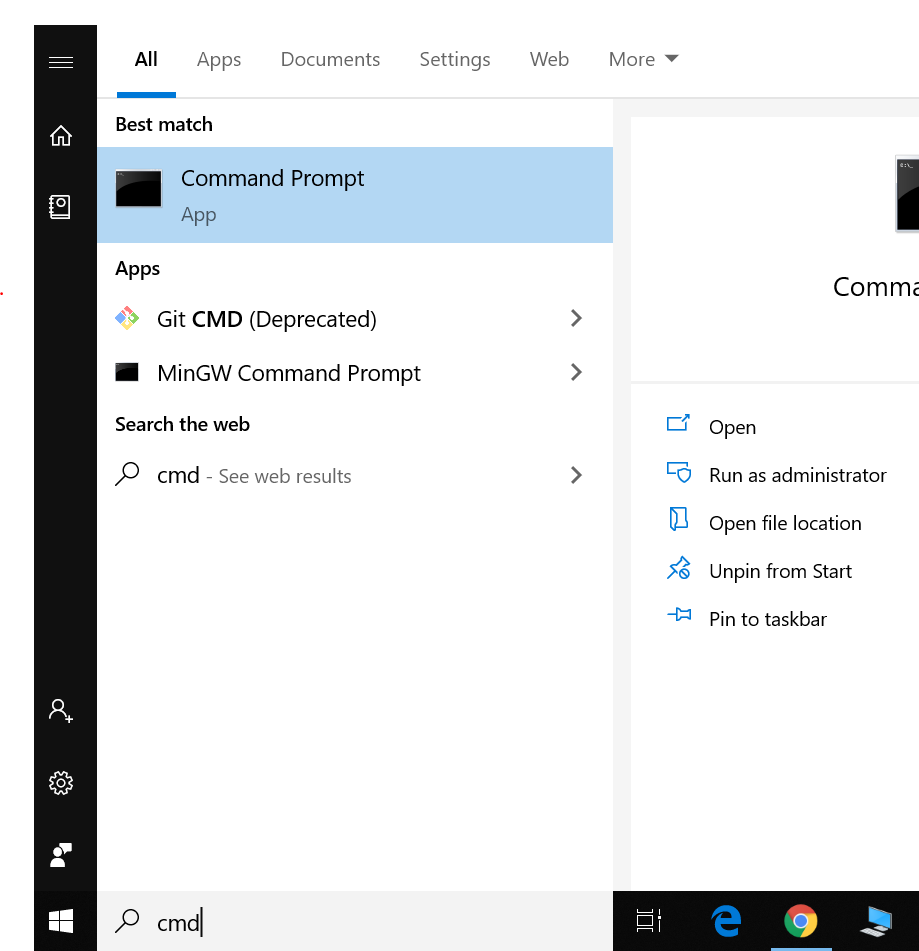 All Apps Documents Settings Web More
Best match
Command Prompt
App
Apps
Git CMD (Deprecated)
MinGW Command Prompt
Search the web
cmd - See web results
Comma
Open
Run as administrator
Open file location
Unpin from Start
Pin to taskbar
cmd